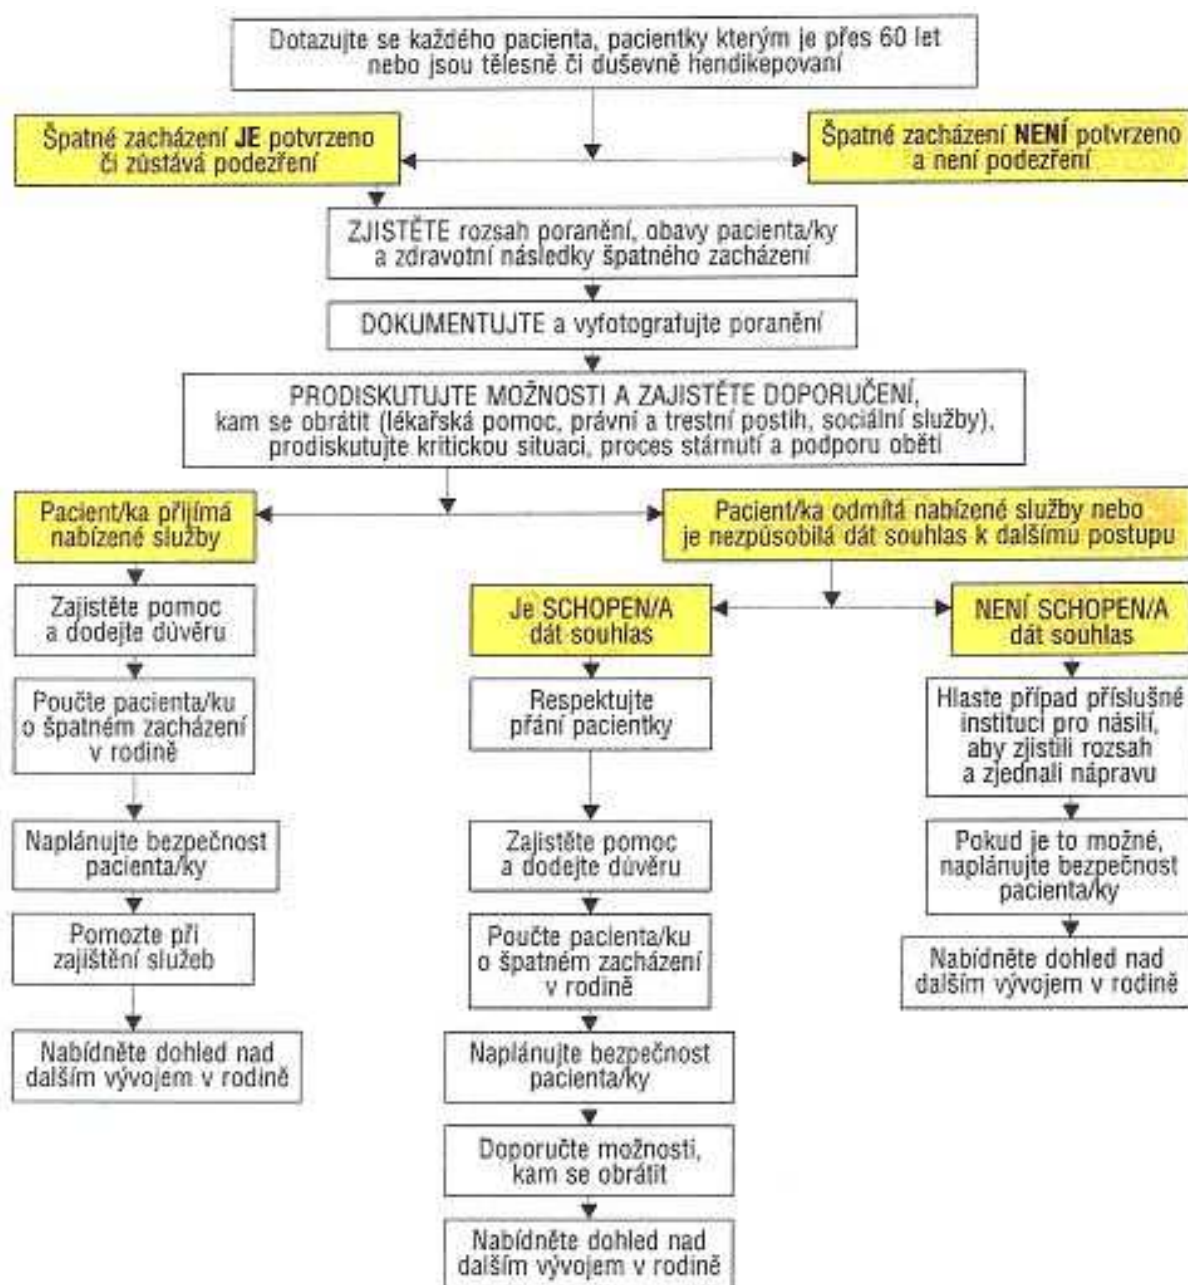 Dotazujte se každého pacienta, pacientky kterým je přes 60 let
nebo jsou tělesně či duševně hendikepovaní
Špatné zacházení JE potvrzeno
či zůstává podezření
Špatné zacházení NENÍ potvrzeno
a není podezření
ZJISTĚTE rozsah poranění, obavy pacienta/ky
a zdravotní následky špatného zacházení
DOKUMENTUJTE a vyfotografujte poranění
PRODISKUTUJTE MOŽNOSTI A ZAJISTĚTE DOPORUČENÍ,
kam se obrátit (lékařská pomoc, právní a trestní postih, sociální služby),
prodiskutujte kritickou situaci, proces stárnutí a podporu obětí
Pacient/ka přijímá
nabízené služby
Pacient/ka odmítá nabízené služby nebo
je nezpůsobilá dát souhlas k dalšímu postupu
Zajistěte pomoc
a dodejte důvěru
Poučte pacienta/ku
o špatném zacházení
v rodině
Naplánujte bezpečnost
pacienta/ky
Pomozte při
zajištění služeb
Nabídněte dohled nad
dalším vývojem v rodině
Je SCHOPEN/A
dát souhlas
Respektujte
přání pacientky
Zajistěte pomoc
a dodejte důvěru
Poučte pacienta/ku
o špatném zacházení
v rodině
Naplánujte bezpečnost
pacienta/ky
Doporučte možnosti,
kam se obrátit
Nabídněte dohled nad
dalším vývojem v rodině
NENÍ SCHOPEN/A
dát souhlas
Hlaste případ příslušné
instituci pro násilí,
aby zjistili rozsah
a zjednali nápravu
Pokud je to možné,
naplánujte bezpečnost
pacienta/ky
Nabídněte dohled nad
dalším vývojem v rodině